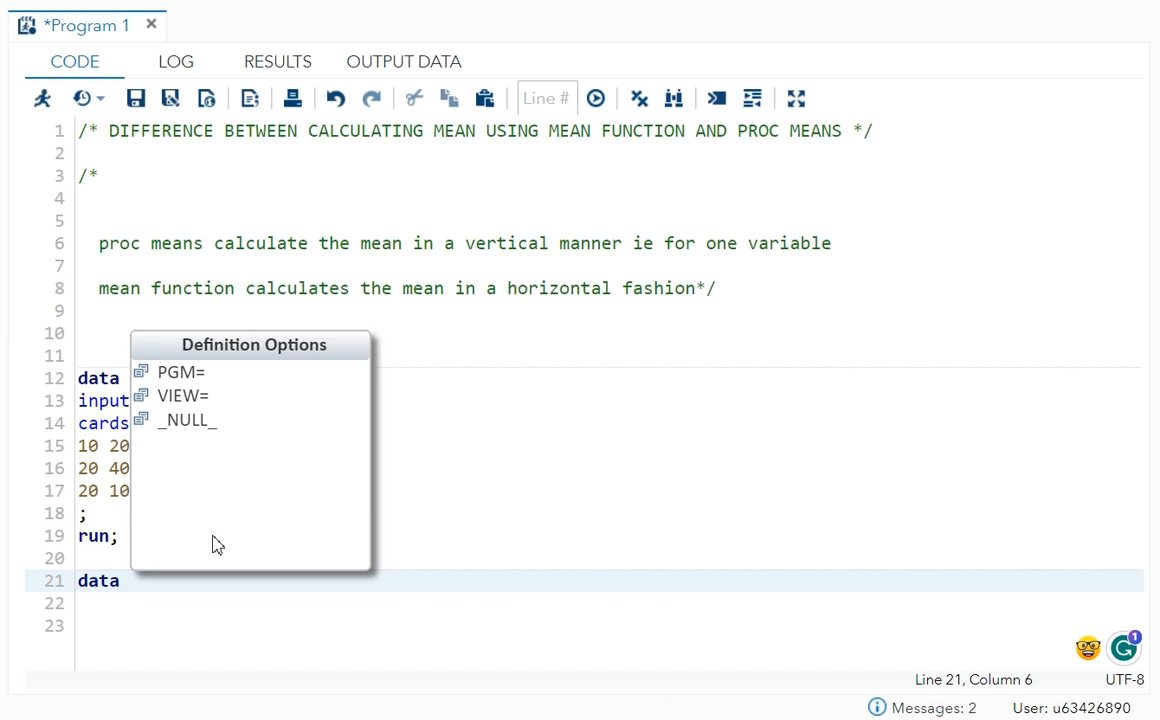 *Program 1
CODE LOG RESULTS OUTPUT DATA
Line #
1 /* DIFFERENCE BETWEEN CALCULATING MEAN USING MEAN FUNCTION AND PROC MEANS */
2
3 /*
4
5
6 proc means calculate the mean in a vertical manner ie for one variable
7
8 mean function calculates the mean in a horizontal fashion*/
9
10
11
Definition Options
PGM=
VIEW=
_NULL_
12 data
13 input
14 cards
15 10 20
16 20 40
17 20 10
18 ;
19 run;
20
21 data
22
23
1
Line 21, Column 6 UTF-8
Messages: 2 User: u63426890